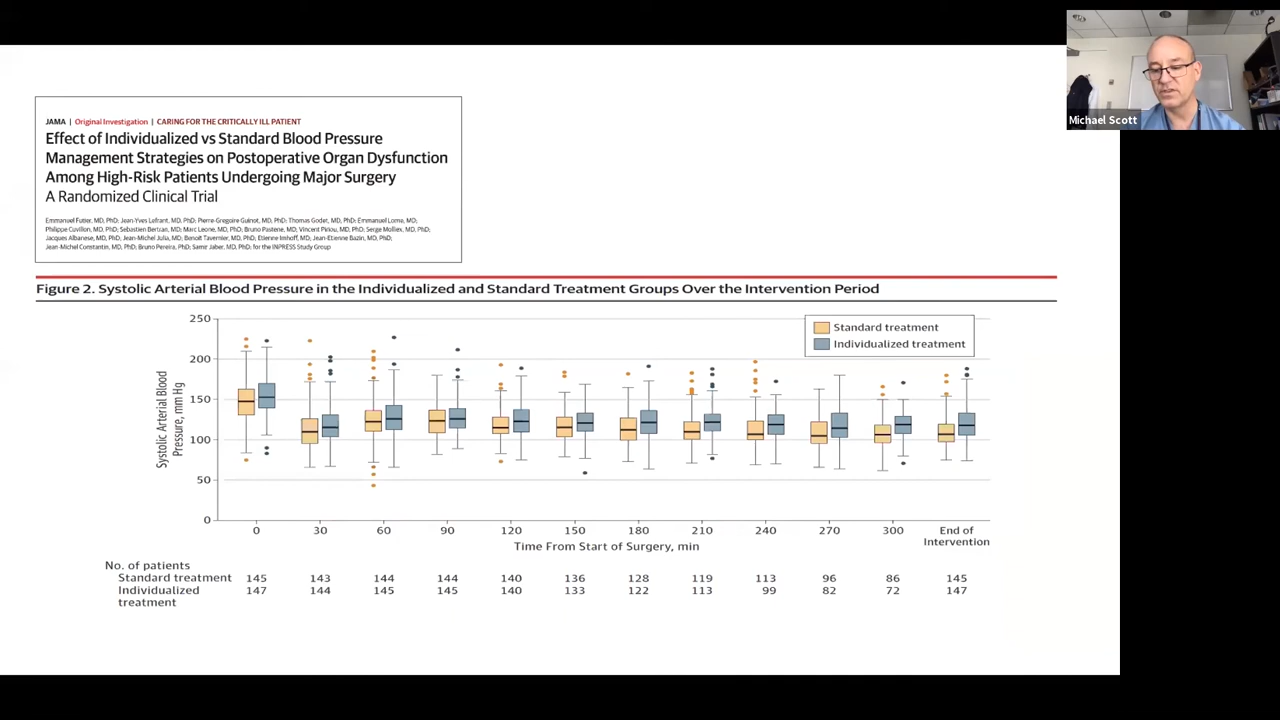 Michael Scott
JAMA | Original Investigation | CARING FOR THE CRITICALLY ILL PATIENT
Effect of Individualized vs Standard Blood Pressure
Management Strategies on Postoperative Organ Dysfunction
Among High-Risk Patients Undergoing Major Surgery
A Randomized Clinical Trial
Emmanuel Futier, MD, PhD; Jean-Yves Lefrant, MD, PhD; Pierre-Gregoire Guinot, MD, PhD; Thomas Godet, MD, PhD; Emmanuel Lorne, MD;
Philippe Cuvillon, MD, PhD; Sebastien Bertran, MD; Marc Leone, MD, PhD; Bruno Pastene, MD; Vincent Piriou, MD, PhD; Serge Molliex, MD, PhD;
Jacques Albanese, MD, PhD; Jean-Michel Julia, MD; Benoit Tavernier, MD, PhD; Etienne Imhoff, MD; Jean-Etienne Bazin, MD, PhD;
Jean-Michel Constantin, MD, PhD; Bruno Pereira, PhD; Samir Jaber, MD, PhD; for the INPRESS Study Group
Figure 2. Systolic Arterial Blood Pressure in the Individualized and Standard Treatment Groups Over the Intervention Period
Standard treatment
Individualized treatment
Systolic Arterial Blood
Pressure, mm Hg
250
200
150
100
50
0
0 30 60 90 120 150 180 210 240 270 300 End of
Intervention
Time From Start of Surgery, min
No. of patients
Standard treatment 145 143 144 144 140 136 128 119 113 96 86 145
Individualized 147 144 145 145 140 133 122 113 99 82 72 147
treatment